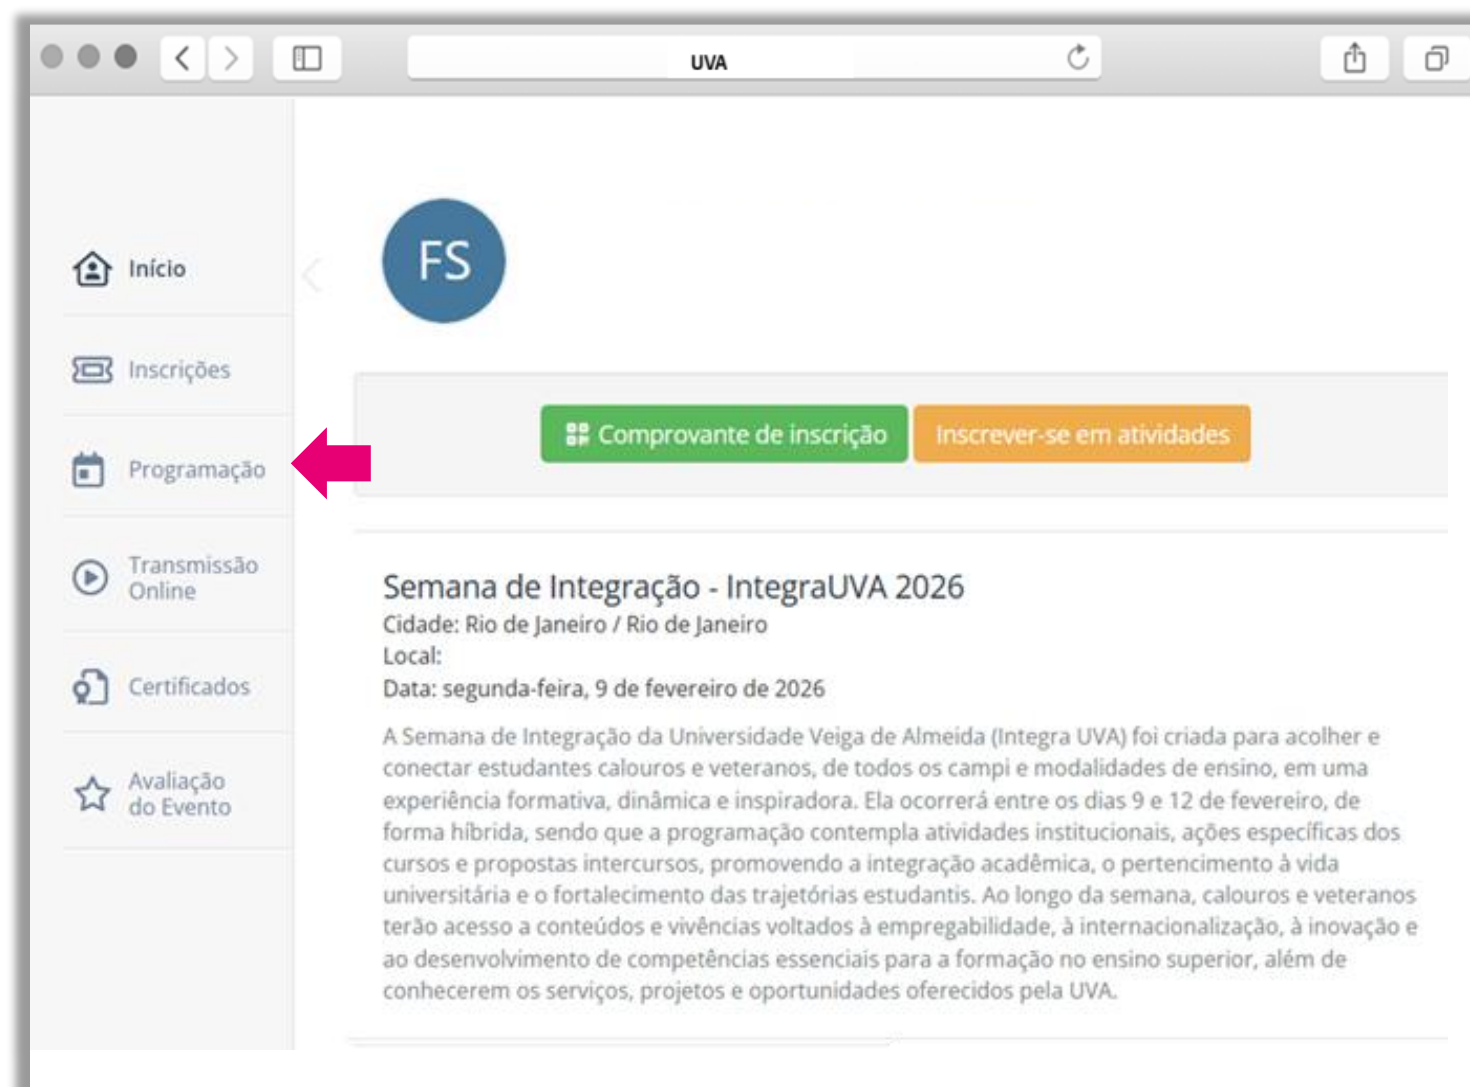 UVA
FS
Início
Inscrições
Programação
Transmissão
Online
Certificados
Avaliação
do Evento
Comprovante de inscrição
Inscrever-se em atividades
Semana de Integração - IntegraUVA 2026
Cidade: Rio de Janeiro / Rio de Janeiro
Local:
Data: segunda-feira, 9 de fevereiro de 2026
A Semana de Integração da Universidade Veiga de Almeida (Integra UVA) foi criada para acolher e
conectar estudantes calouros e veteranos, de todos os campi e modalidades de ensino, em uma
experiência formativa, dinâmica e inspiradora. Ela ocorrerá entre os dias 9 e 12 de fevereiro, de
forma híbrida, sendo que a programação contempla atividades institucionais, ações específicas dos
cursos e propostas intercursos, promovendo a integração acadêmica, o pertencimento à vida
universitária e o fortalecimento das trajetórias estudantis. Ao longo da semana, calouros e veteranos
terão acesso a conteúdos e vivências voltados à empregabilidade, à internacionalização, à inovação e
ao desenvolvimento de competências essenciais para a formação no ensino superior, além de
conhecerem os serviços, projetos e oportunidades oferecidos pela UVA.